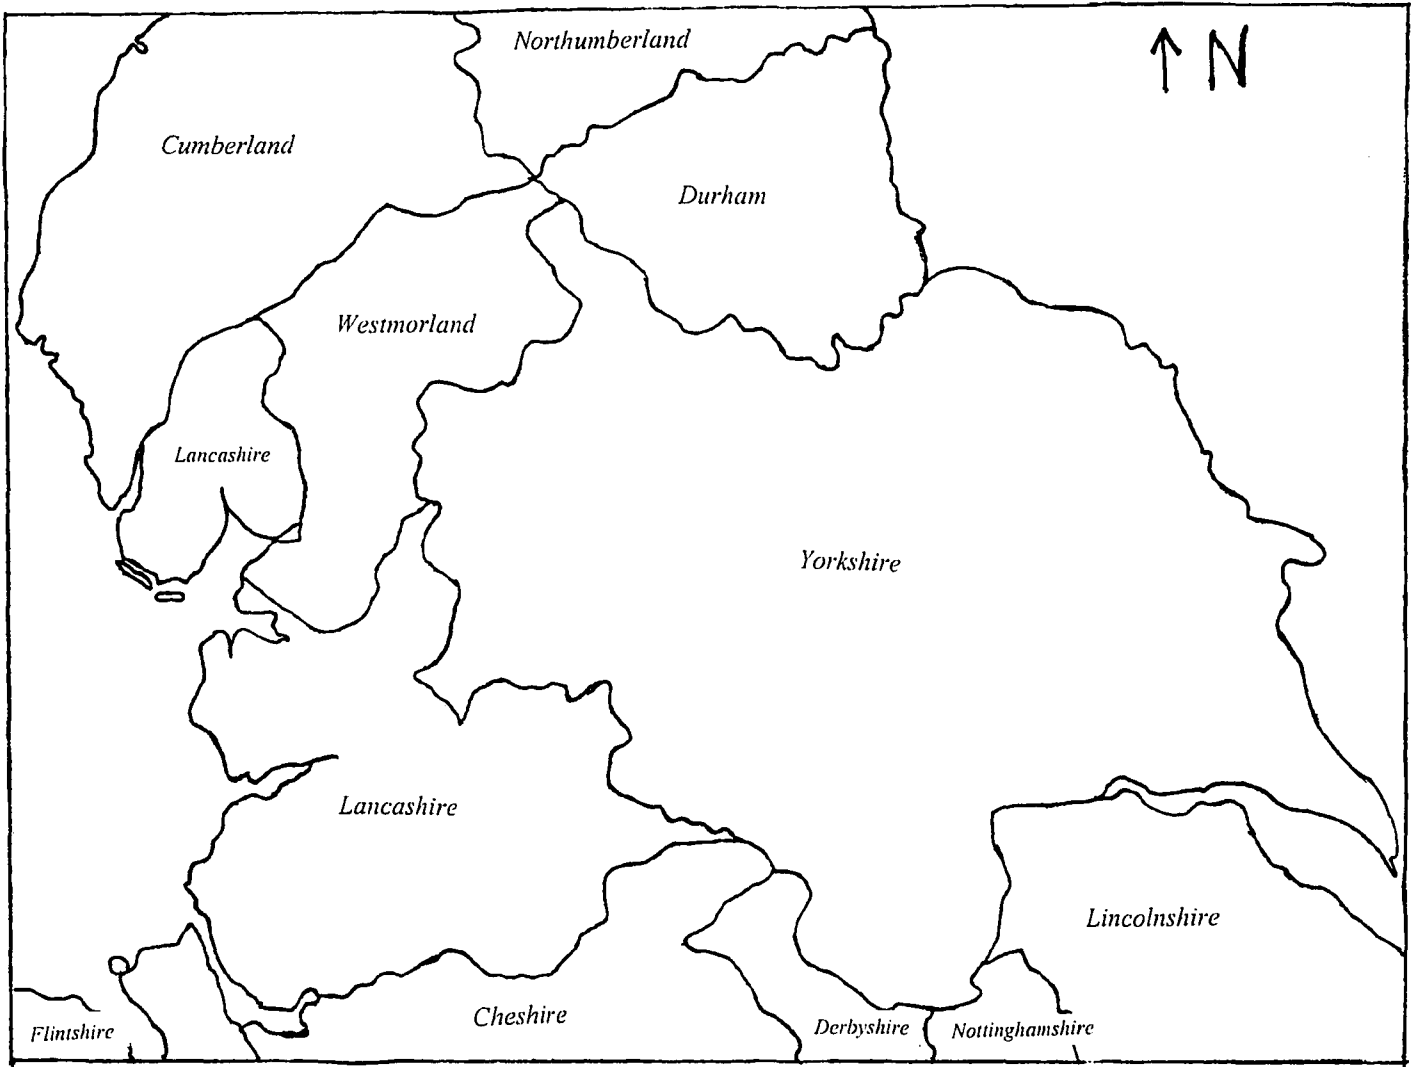 Northumberland
N
Cumberland
Durham
Westmorland
Lancashire
Yorkshire
Lancashire
Lincolnshire
Cheshire
Flintshire
Derbyshire
Nottinghamshire